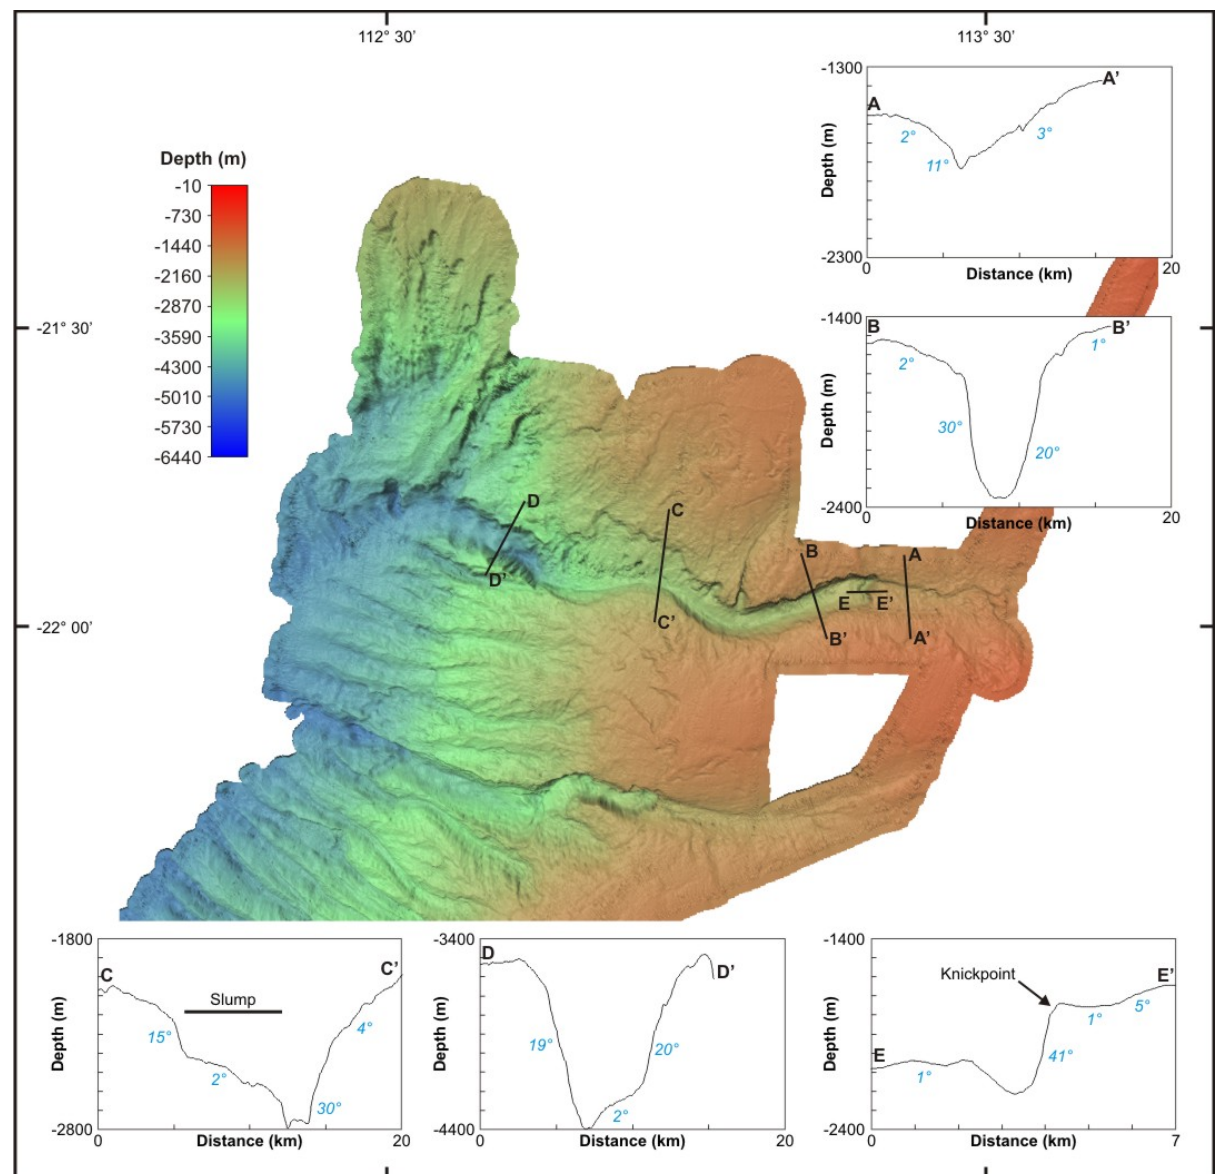 112° 30’
113° 30’
-21° 30’
-22° 00’
Depth (m)
-10
-730
-1440
-2160
-2870
-3590
-4300
-5010
-5730
-6440
D
D’
C
C’
B
B’
A
A’
E
E’
-1300
Depth (m)
-2300
A
A’
2°
11°
3°
0
20
Distance (km)
-1400
Depth (m)
-2400
B
B’
2°
1°
30°
20°
0
20
Distance (km)
-1800
Depth (m)
-2800
C
C’
Slump
15°
2°
4°
30°
0
20
Distance (km)
-3400
Depth (m)
-4400
D
D’
19°
20°
2°
0
20
Distance (km)
-1400
Depth (m)
-2400
Knickpoint
E
E’
1°
5°
41°
1°
0
7
Distance (km)